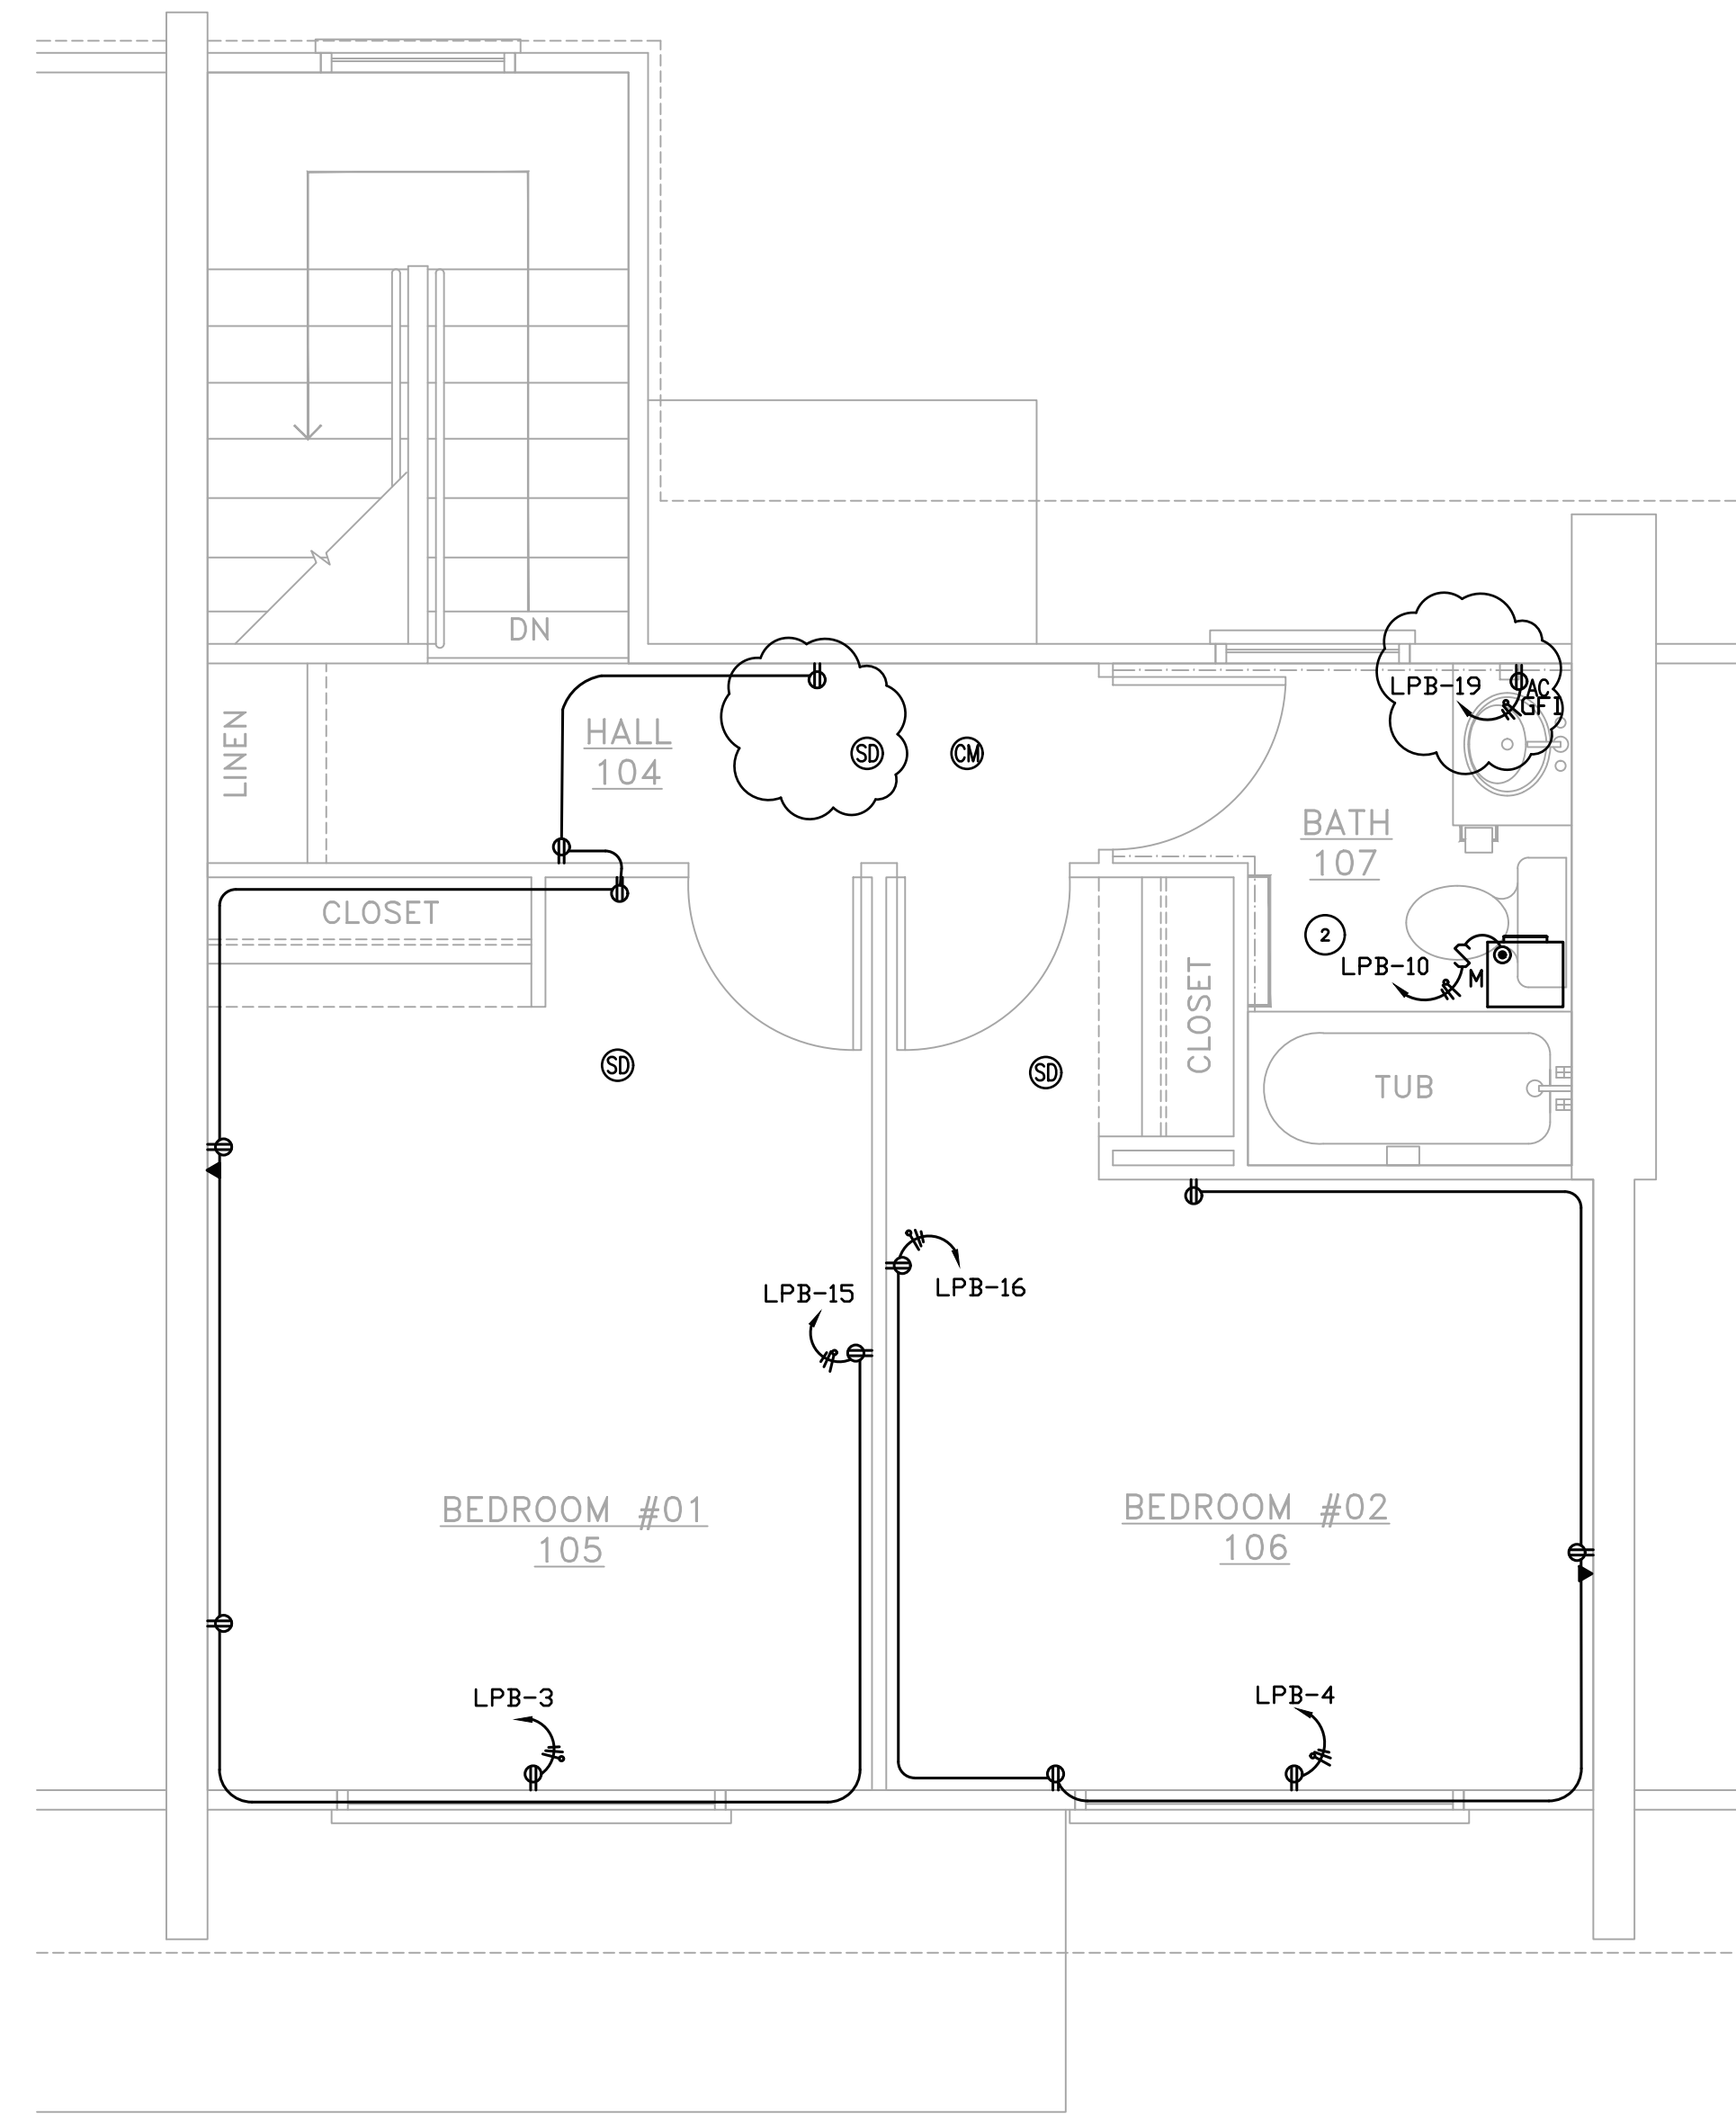 DN
LINEN
HALL
104
SD
CM
LPB-19
AC
GFI
BATH
107
CLOSET
2
LPB-10
M
CLOSET
SD
SD
TUB
LPB-15
LPB-16
BEDROOM #01
105
BEDROOM #02
106
LPB-3
LPB-4